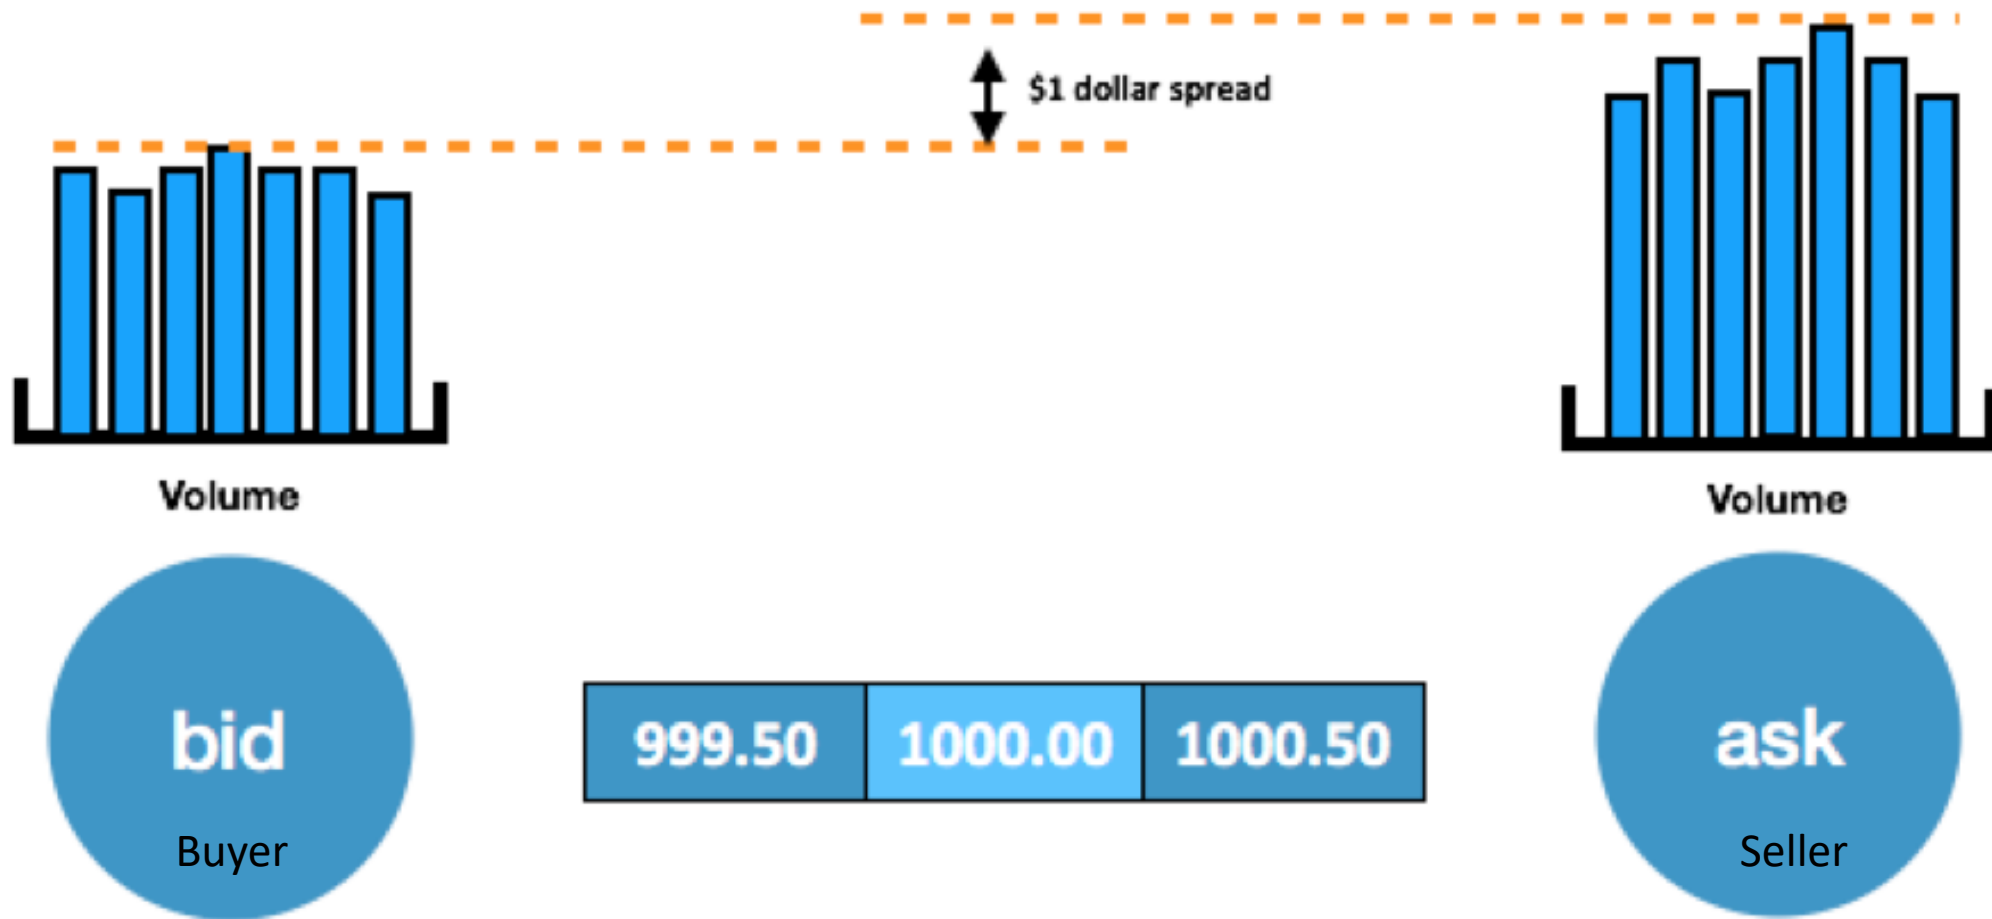 $1 dollar spread
Volume
Volume
bid
Buyer
999.50 1000.00 1000.50
ask
Seller